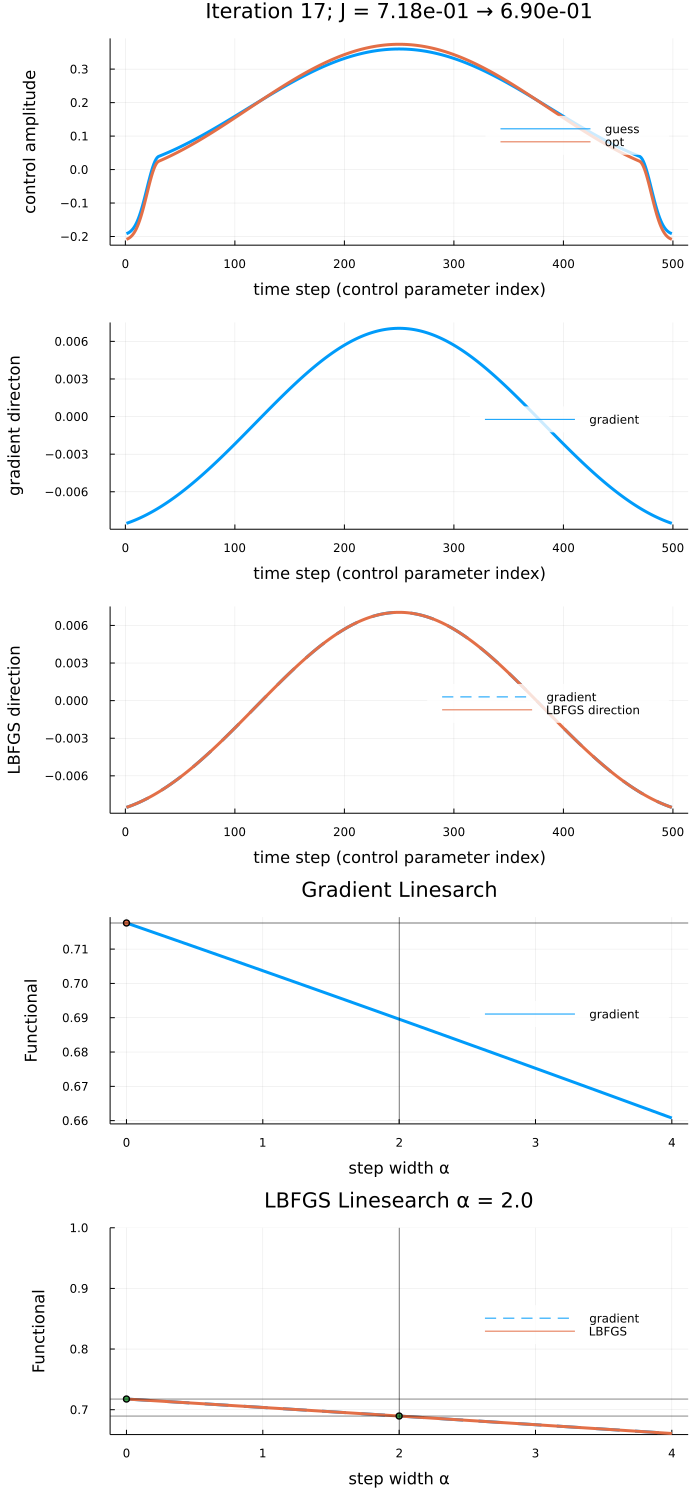 Iteration 17; J = 7.18e-01 → 6.90e-01
control amplitude
0.3
0.2
0.1
0.0
−0.1
−0.2
guess
opt
0 100 200 300 400 500
time step (control parameter index)
gradient directon
0.006
0.003
0.000
−0.003
−0.006
gradient
0 100 200 300 400 500
time step (control parameter index)
LBFGS direction
0.006
0.003
0.000
−0.003
−0.006
gradient
LBFGS direction
0 100 200 300 400 500
time step (control parameter index)
Gradient Linesarch
Functional
0.71
0.70
0.69
0.68
0.67
0.66
gradient
0 1 2 3 4
step width α
LBFGS Linesearch α = 2.0
Functional
1.0
0.9
0.8
0.7
gradient
LBFGS
0 1 2 3 4
step width α